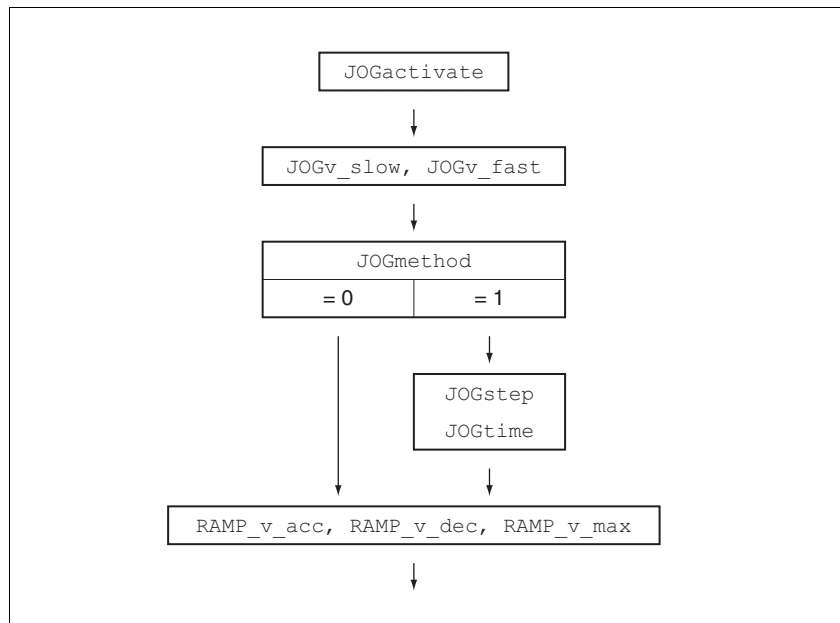 JOGactivate
JOGv_slow, JOGv_fast
JOGmethod
= 0
= 1
JOGstep
JOGtime
RAMP_v_acc, RAMP_v_dec, RAMP_v_max